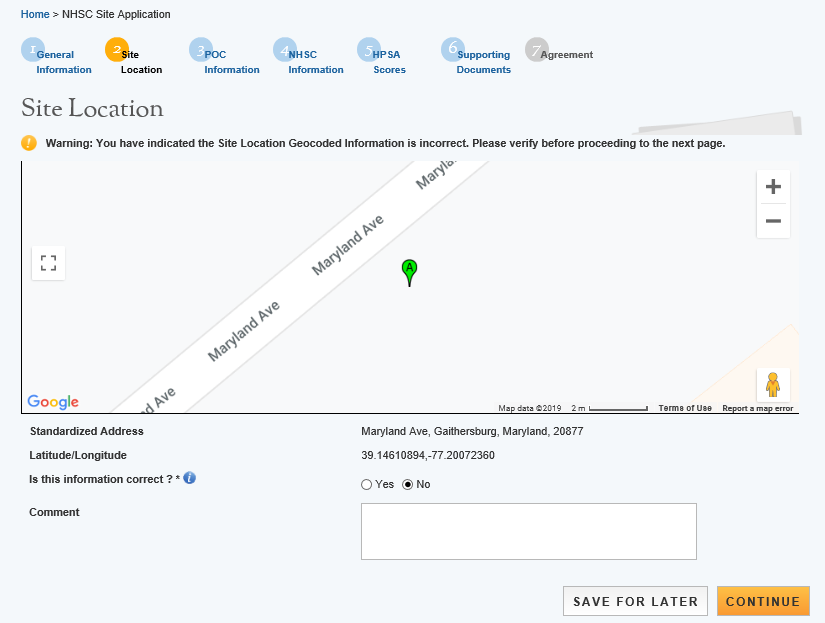 Home > NHSC Site Application
1 General Information
2 Site Location
3 POC Information
4 NHSC Information
5 HPSA Scores
6 Supporting Documents
7 Agreement
Site Location
! Warning: You have indicated the Site Location Geocoded Information is incorrect. Please verify before proceeding to the next page.
Maryla
Maryland Ave
A
Maryland Ave
d Ave
+
−
Google
Map data ©2019 2 m Terms of Use Report a map error
Standardized Address Maryland Ave, Gaithersburg, Maryland, 20877
Latitude/Longitude 39.14610894,-77.20072360
Is this information correct ? * i Yes No
Comment
SAVE FOR LATER CONTINUE